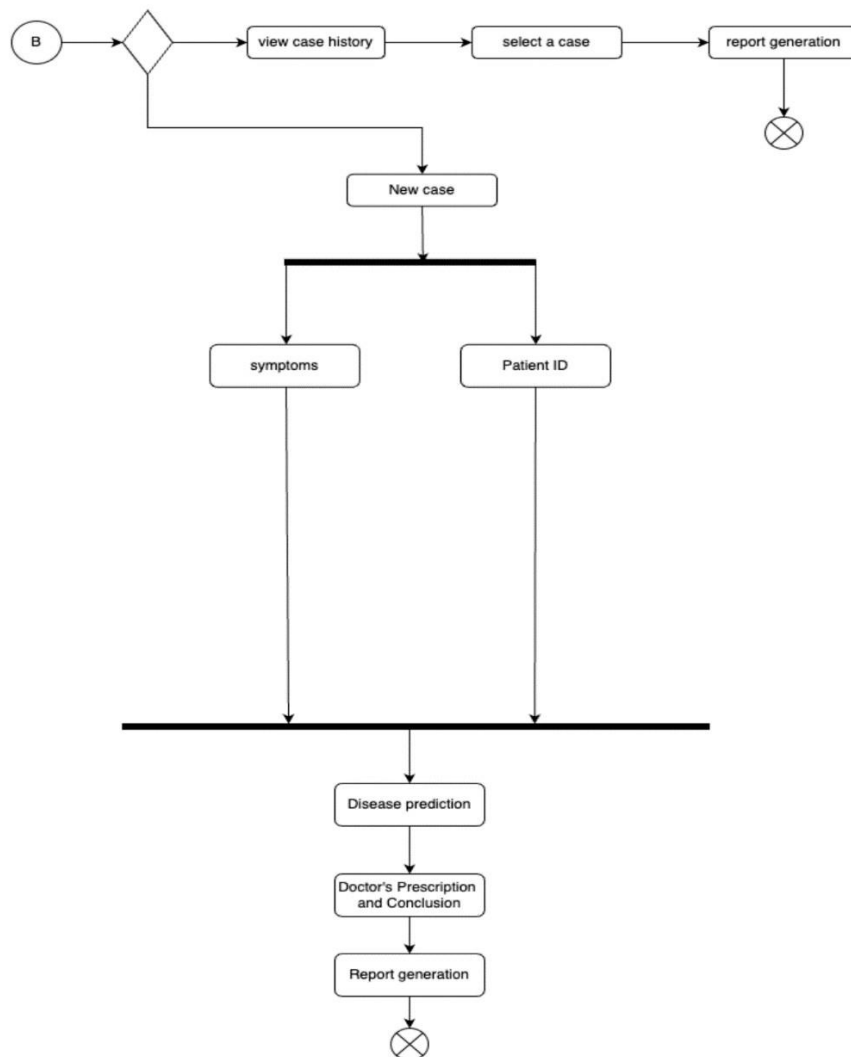 B
view case history
select a case
report generation
New case
symptoms
Patient ID
Disease prediction
Doctor's Prescription
and Conclusion
Report generation